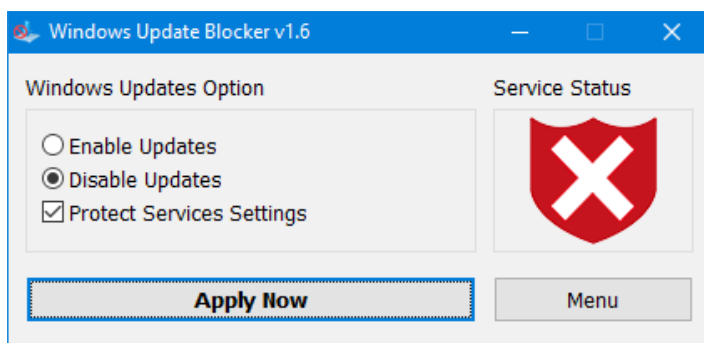 Windows Update Blocker v1.6
Windows Updates Option
Service Status
Enable Updates
Disable Updates
Protect Services Settings
Apply Now
Menu